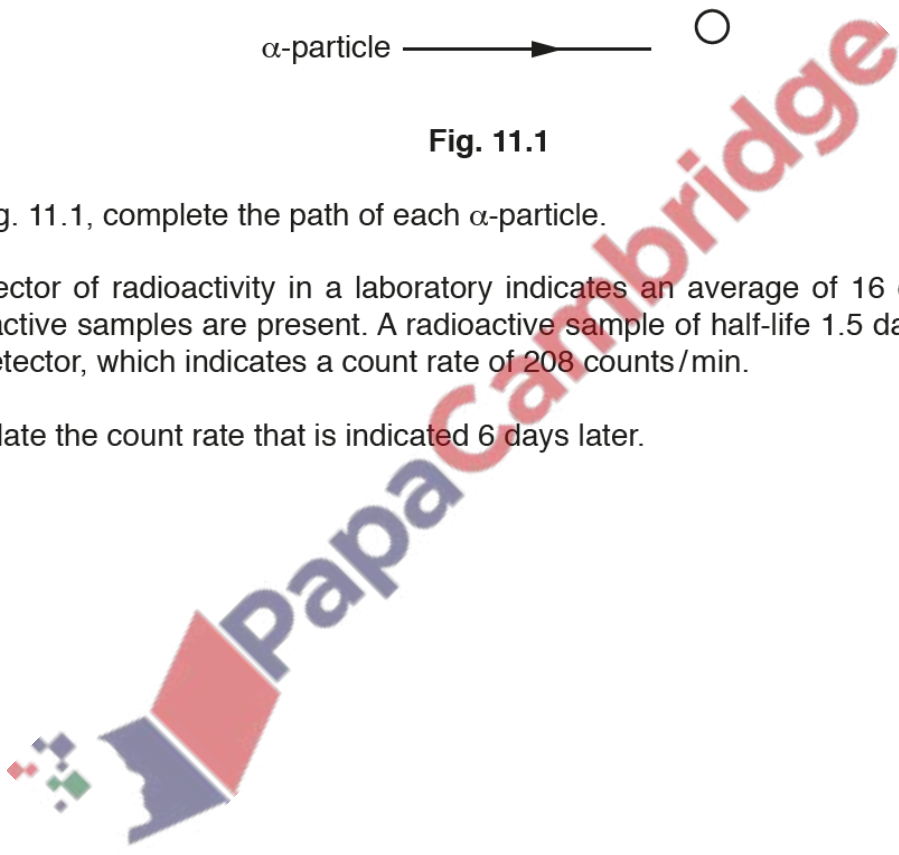 α-particle
Fig. 11.1
g. 11.1, complete the path of each α-particle.
ector of radioactivity in a laboratory indicates an average of 16
active samples are present. A radioactive sample of half-life 1.5 da
etector, which indicates a count rate of 208 counts/min.
late the count rate that is indicated 6 days later.
PapaCambridge